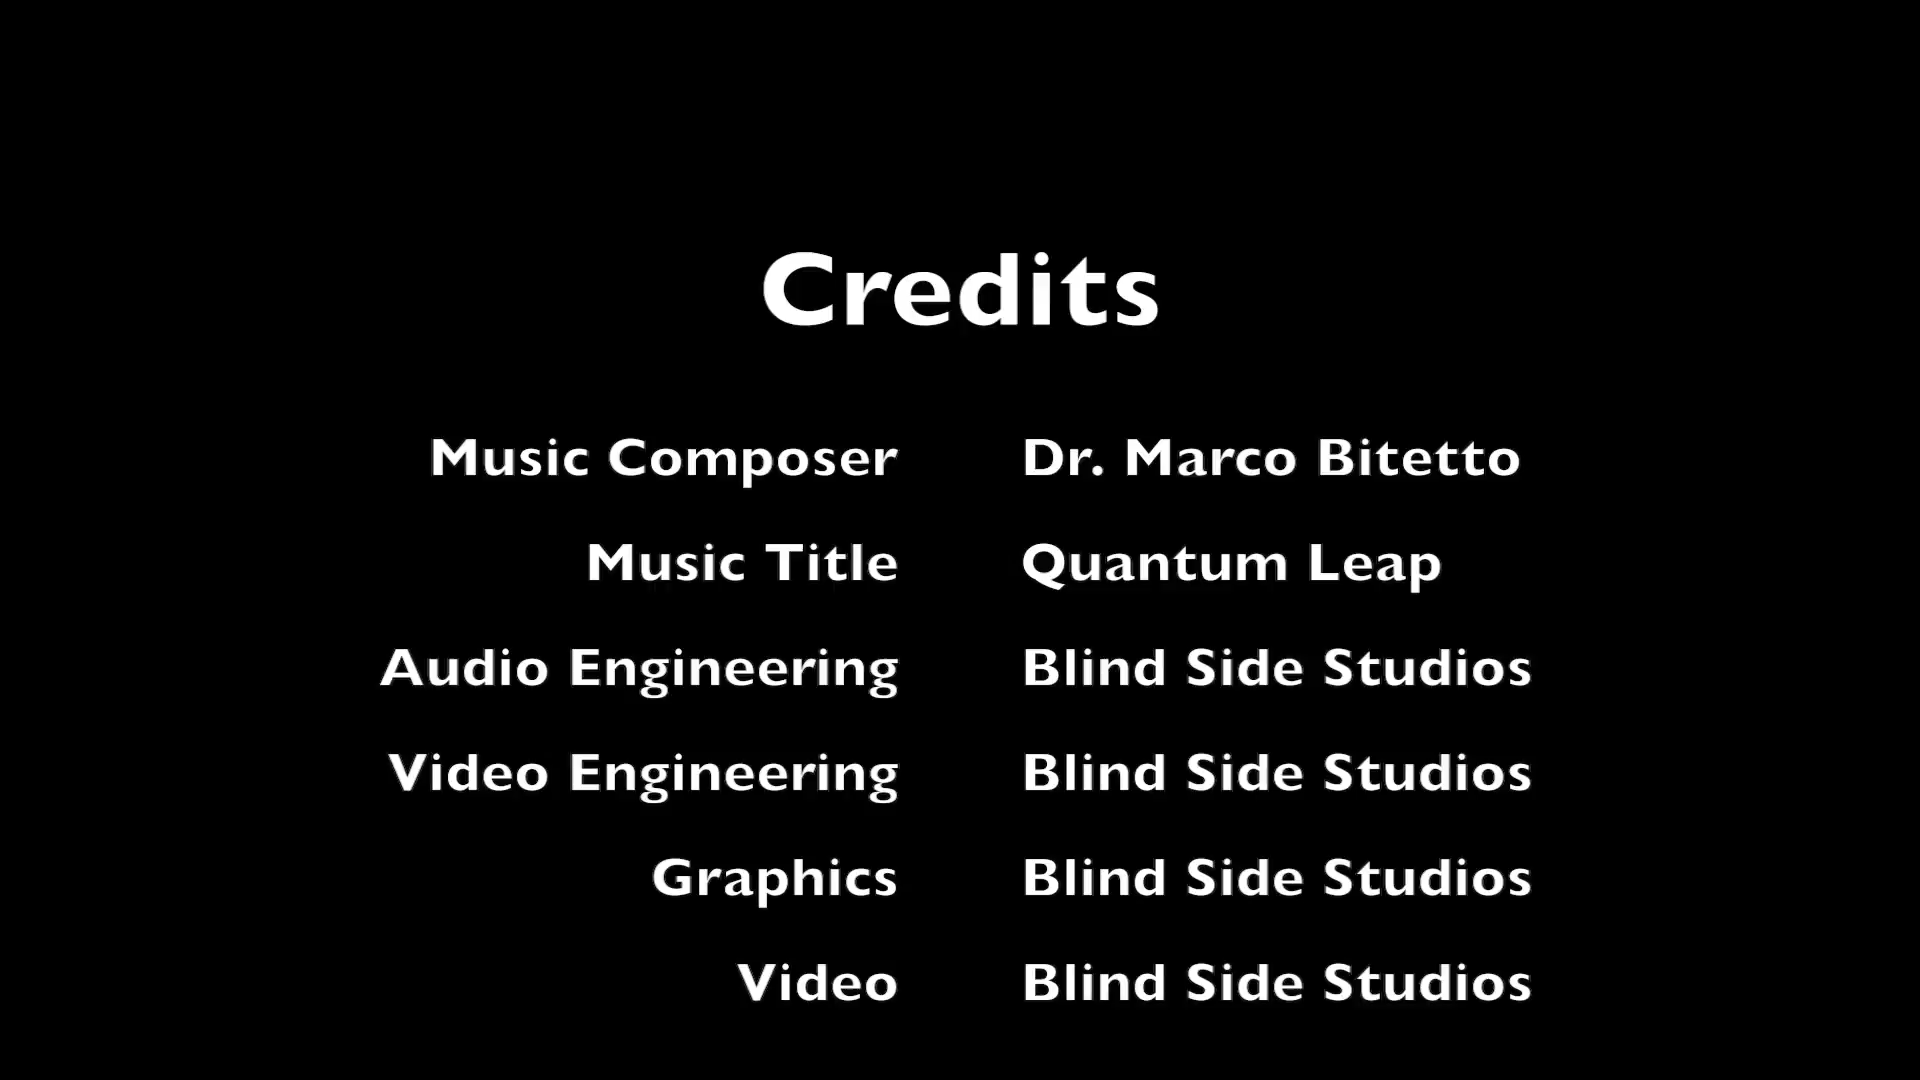 Credits
Music Composer Dr. Marco Bitetto
Music Title Quantum Leap
Audio Engineering Blind Side Studios
Video Engineering Blind Side Studios
Graphics Blind Side Studios
Video Blind Side Studios